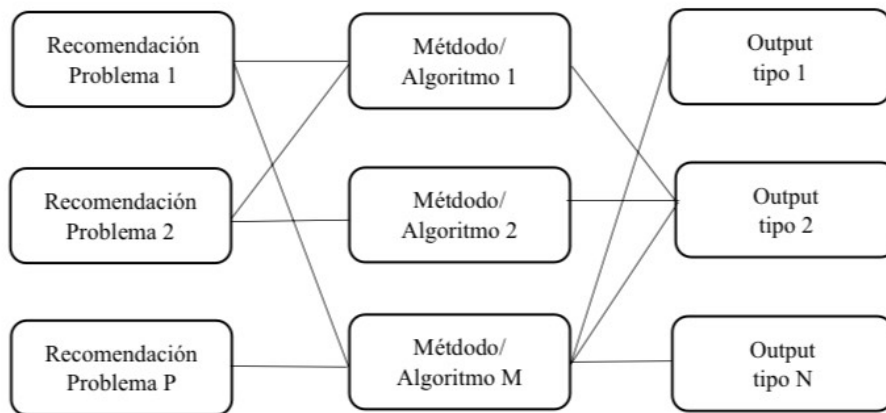 Recomendación
Problema 1
Métdodo/
Algoritmo 1
Output
tipo 1
Recomendación
Problema 2
Métdodo/
Algoritmo 2
Output
tipo 2
Recomendación
Problema P
Métdodo/
Algoritmo M
Output
tipo N